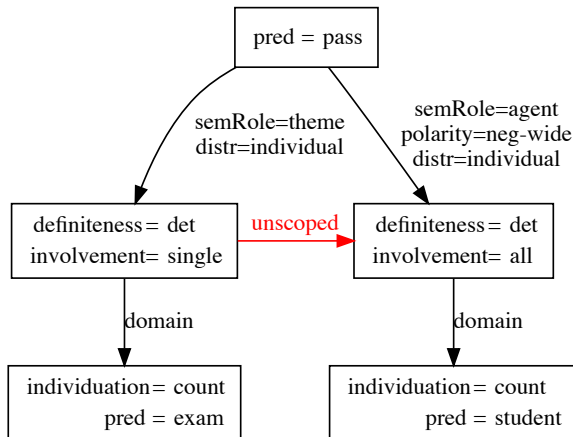 pred = pass
semRole=theme
distr=individual
semRole=agent
polarity=neg-wide
distr=individual
definiteness= det
involvement= single
unscoped
definiteness= det
involvement= all
domain
domain
individuation= count
pred = exam
individuation= count
pred = student